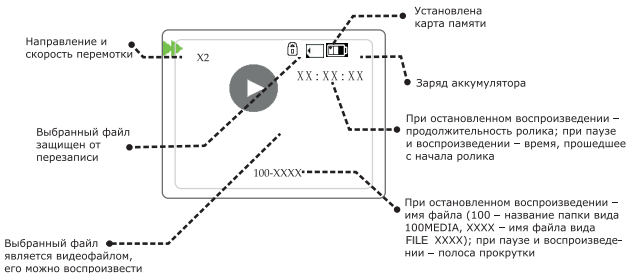 Установлена
карта памяти
Направление и
скорость перемотки
X2
XX:XX:XX
Заряд аккумулятора
Выбранный файл
защищен от
перезаписи
При остановленном воспроизведении –
продолжительность ролика; при паузе
и воспроизведении – время, прошедшее
с начала ролика
100-XXXX
При остановленном воспроизведении –
имя файла (100 – название папки вида
100MEDIA, XXXX – имя файла вида
FILE XXXX); при паузе и воспроизведе-
нии – полоса прокрутки
Выбранный файл
является видеофайлом,
его можно воспроизвести